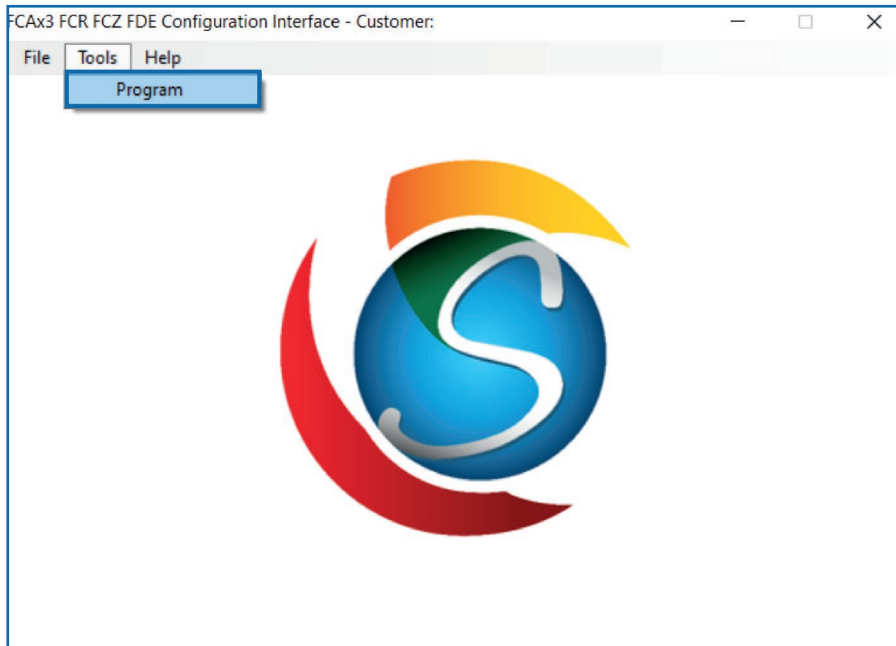 FCAx3 FCR FCZ FDE Configuration Interface - Customer:
File Tools Help
Program
S